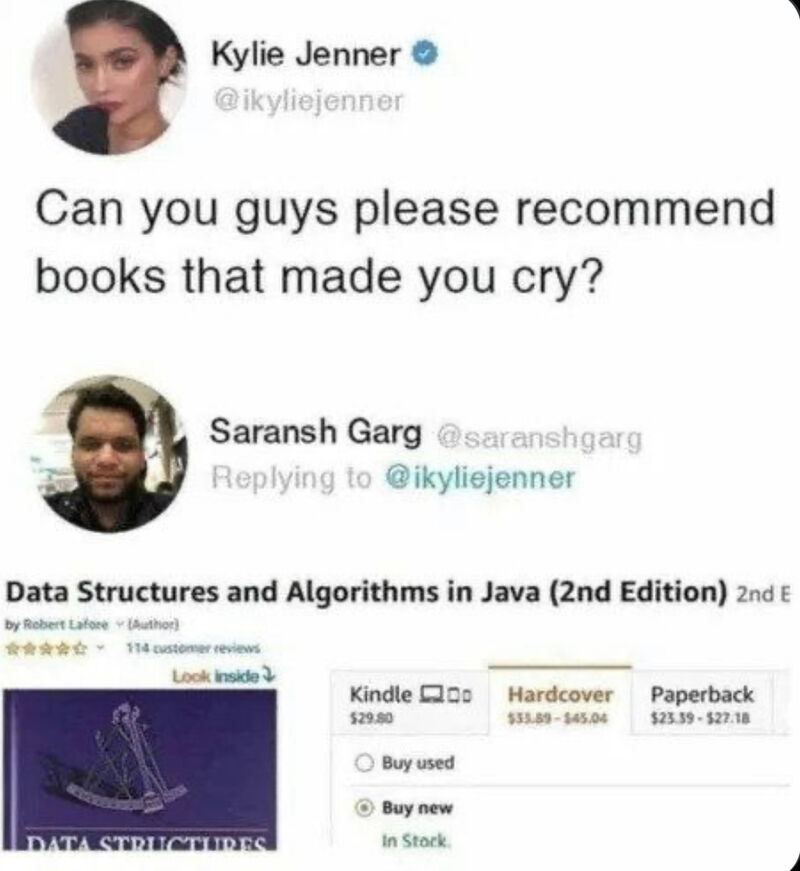 Kylie Jenner
@ikyliejenner
Can you guys please recommend
books that made you cry?
Saransh Garg @saranshgarg
Replying to @ikyliejenner
Data Structures and Algorithms in Java (2nd Edition) 2nd E
by Robert Lafore (Author)
114 customer reviews
Look inside
Kindle Hardcover Paperback
$29.80 $33.89 - $45.04 $23.39 - $27.18
Buy used
Buy new
In Stock.
DATA STRUCTURES